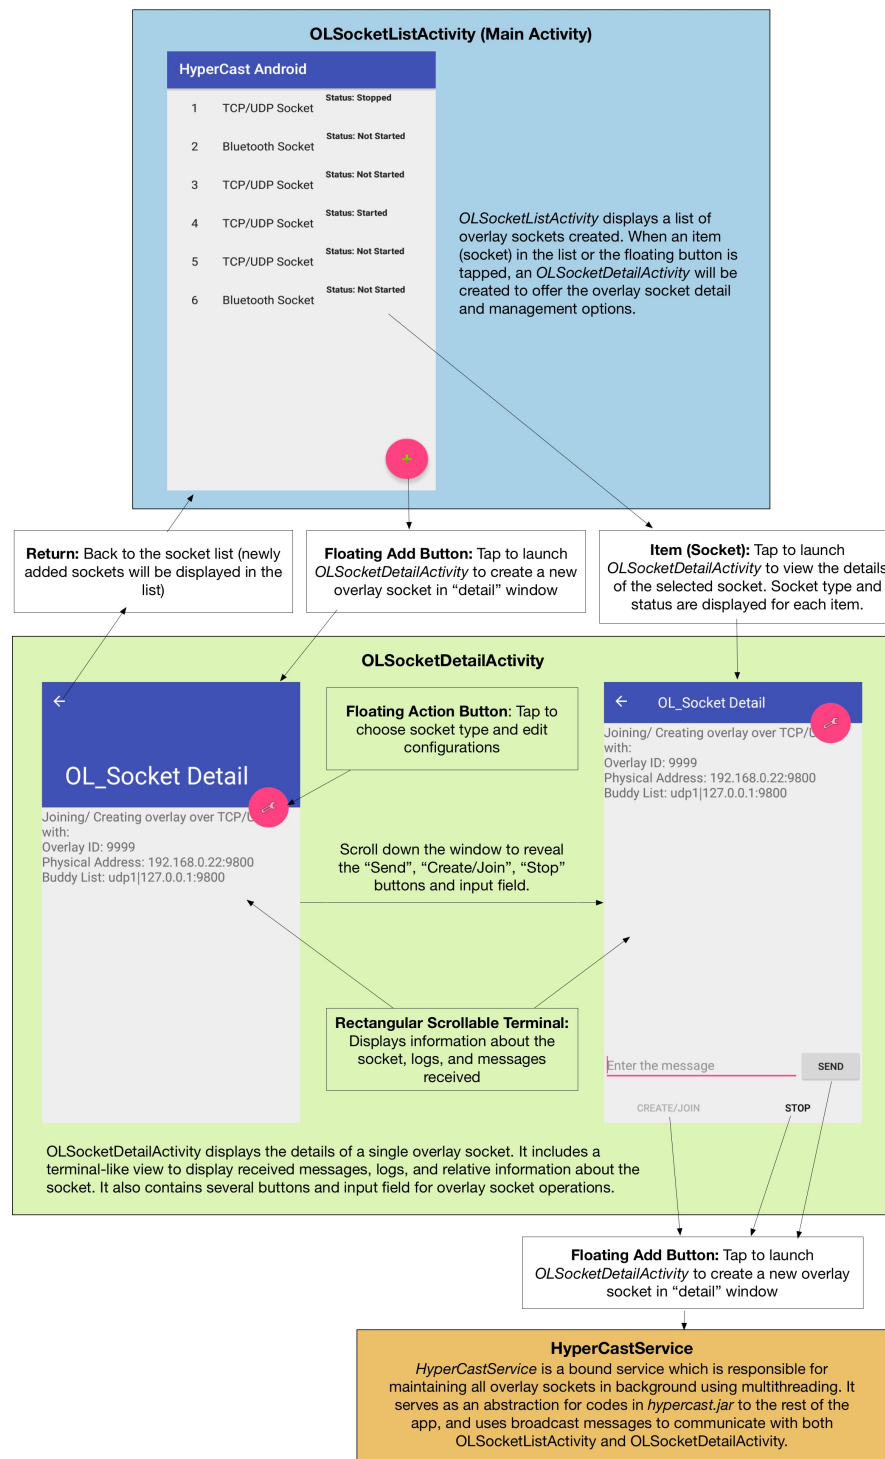 OLSocketListActivity (Main Activity)
HyperCast Android
1 TCP/UDP Socket Status: Stopped
2 Bluetooth Socket Status: Not Started
3 TCP/UDP Socket Status: Not Started
4 TCP/UDP Socket Status: Started
5 TCP/UDP Socket Status: Not Started
6 Bluetooth Socket Status: Not Started
OLSocketListActivity displays a list of
overlay sockets created. When an item
(socket) in the list or the floating button is
tapped, an OLSocketDetailActivity will be
created to offer the overlay socket detail
and management options.
Return: Back to the socket list (newly
added sockets will be displayed in the
list)
Floating Add Button: Tap to launch
OLSocketDetailActivity to create a new
overlay socket in “detail” window
Item (Socket): Tap to launch
OLSocketDetailActivity to view the details
of the selected socket. Socket type and
status are displayed for each item.
OLSocketDetailActivity
OL_Socket Detail
Joining/ Creating overlay over TCP/U
with:
Overlay ID: 9999
Physical Address: 192.168.0.22:9800
Buddy List: udp1|127.0.0.1:9800
Floating Action Button: Tap to
choose socket type and edit
configurations
Scroll down the window to reveal
the “Send”, “Create/Join”, “Stop”
buttons and input field.
Rectangular Scrollable Terminal:
Displays information about the
socket, logs, and messages
received
OL_Socket Detail
Joining/ Creating overlay over TCP/U
with:
Overlay ID: 9999
Physical Address: 192.168.0.22:9800
Buddy List: udp1|127.0.0.1:9800
Enter the message
SEND
CREATE/JOIN
STOP
OLSocketDetailActivity displays the details of a single overlay socket. It includes a
terminal-like view to display received messages, logs, and relative information about the
socket. It also contains several buttons and input field for overlay socket operations.
Floating Add Button: Tap to launch
OLSocketDetailActivity to create a new overlay
socket in “detail” window
HyperCastService
HyperCastService is a bound service which is responsible for
maintaining all overlay sockets in background using multithreading. It
serves as an abstraction for codes in hypercast.jar to the rest of the
app, and uses broadcast messages to communicate with both
OLSocketListActivity and OLSocketDetailActivity.